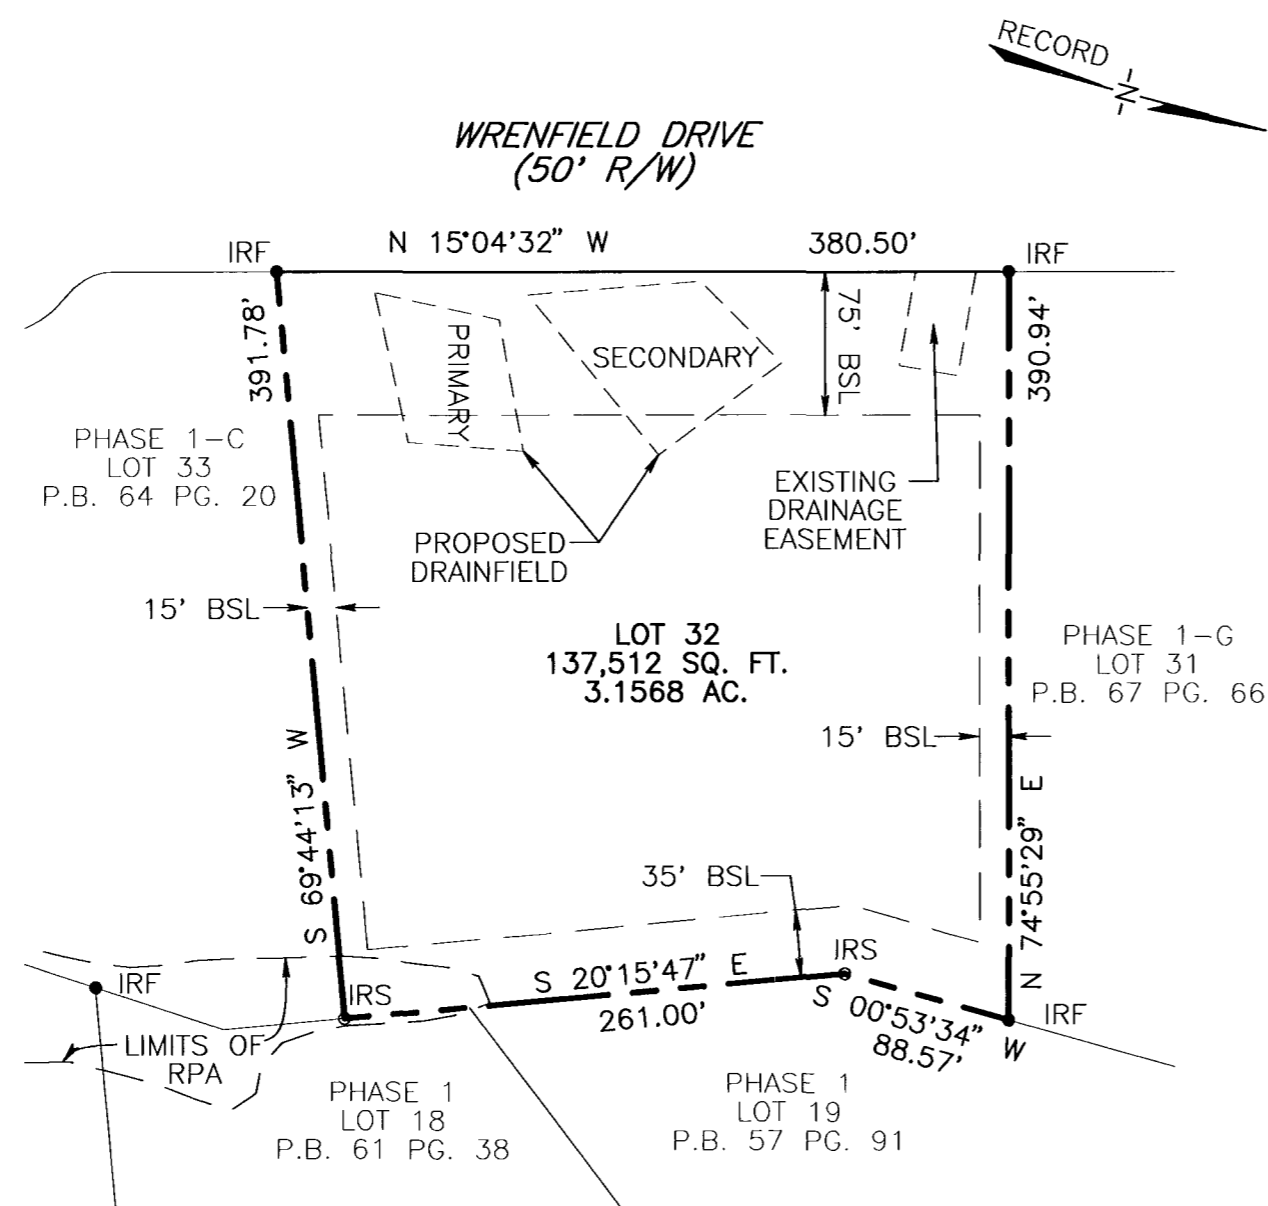 RECORD
N
WRENFIELD DRIVE
(50' R/W)
IRF
N 15°04'32" W
380.50'
IRF
391.78'
PRIMARY
SECONDARY
75' BSL
390.94'
PHASE 1-C
LOT 33
P.B. 64 PG. 20
EXISTING
DRAINAGE
EASEMENT
PROPOSED
DRAINFIELD
15' BSL
LOT 32
137,512 SQ. FT.
3.1568 AC.
PHASE 1-G
LOT 31
P.B. 67 PG. 66
15' BSL
S 69°44'13" W
N 74°55'29" E
35' BSL
IRS
IRF
IRS
S 20°15'47" E
261.00'
S 00°53'34" W
88.57'
IRF
LIMITS OF
RPA
PHASE 1
LOT 18
P.B. 61 PG. 38
PHASE 1
LOT 19
P.B. 57 PG. 91